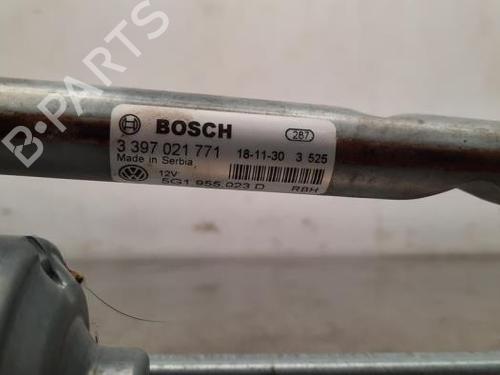 B-Parts
BOSCH
287
3 397 021 771 18-11-30 3 525
Made in Serbia
12V
5G1 955 023 D RBH